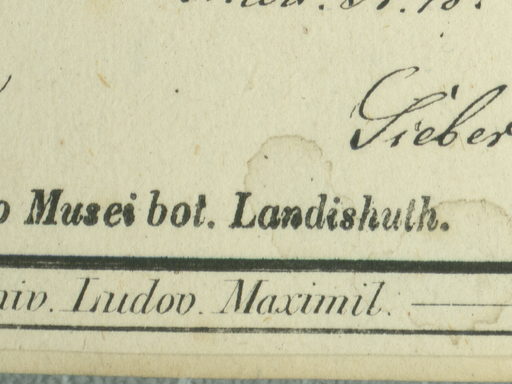 Sieber
o Musei bot. Landishuth.
niv. Ludov. Maximil.